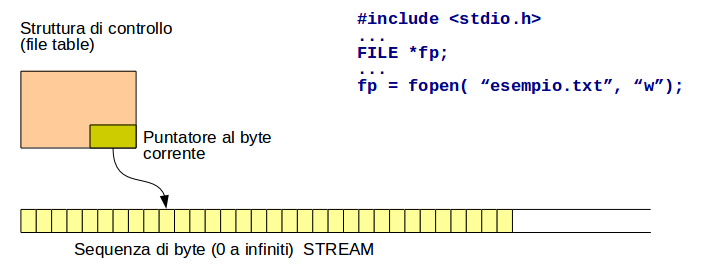 Struttura di controllo
(file table)
#include <stdio.h>
...
FILE *fp;
...
fp = fopen( “esempio.txt”, “w”);
Puntatore al byte
corrente
Sequenza di byte (0 a infiniti)  STREAM